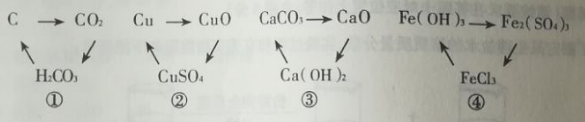 C → CO₂ Cu → CuO CaCO₃ → CaO Fe(OH)₃ → Fe₂(SO₄)₃
H₂CO₃ CuSO₄ Ca(OH)₂ FeCl₃
① ② ③ ④